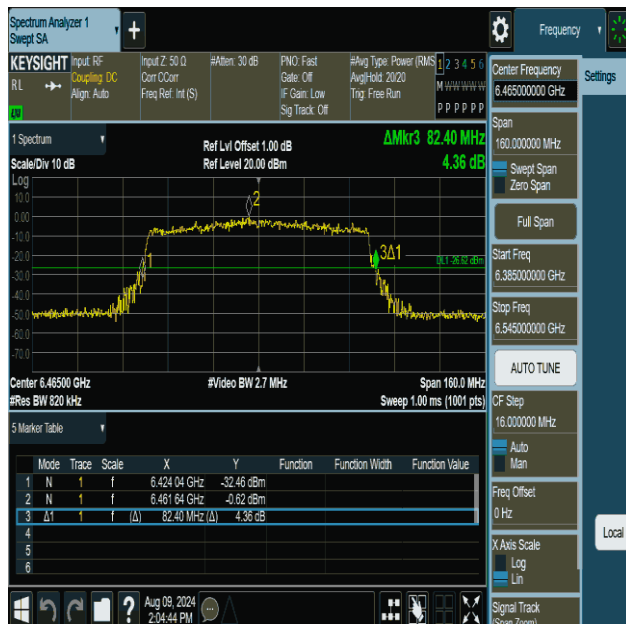 Spectrum Analyzer 1
Swept SA
Frequency
KEYSIGHT
RL
Input: RF
Coupling: DC
Align: Auto
Input Z: 50 Ω
Corr CCorr
Freq Ref: Int (S)
#Atten: 30 dB
PNO: Fast
Gate: Off
IF Gain: Low
Sig Track: Off
#Avg Type: Power (RMS
Avg|Hold: 20/20
Trig: Free Run
1 2 3 4 5 6
M W W W W W
P P P P P P
1 Spectrum
Scale/Div 10 dB
Ref Lvl Offset 1.00 dB
Ref Level 20.00 dBm
ΔMkr3 82.40 MHz
4.36 dB
Log
10.0
0.00
-10.0
-20.0
-30.0
-40.0
-50.0
-60.0
-70.0
2
1
3Δ1
DL1 -26.62 dBm
Center 6.46500 GHz
#Res BW 820 kHz
#Video BW 2.7 MHz
Span 160.0 MHz
Sweep 1.00 ms (1001 pts)
5 Marker Table
Mode Trace Scale X Y Function Function Width Function Value
1 N 1 f 6.424 04 GHz -32.46 dBm
2 N 1 f 6.461 64 GHz -0.62 dBm
3 Δ1 1 f (Δ) 82.40 MHz (Δ) 4.36 dB
4
5
6
Aug 09, 2024
2:04:44 PM
Center Frequency
6.465000000 GHz
Span
160.000000 MHz
Swept Span
Zero Span
Full Span
Start Freq
6.385000000 GHz
Stop Freq
6.545000000 GHz
AUTO TUNE
CF Step
16.000000 MHz
Auto
Man
Freq Offset
0 Hz
X Axis Scale
Log
Lin
Signal Track
(Span Zoom)
Settings
Local